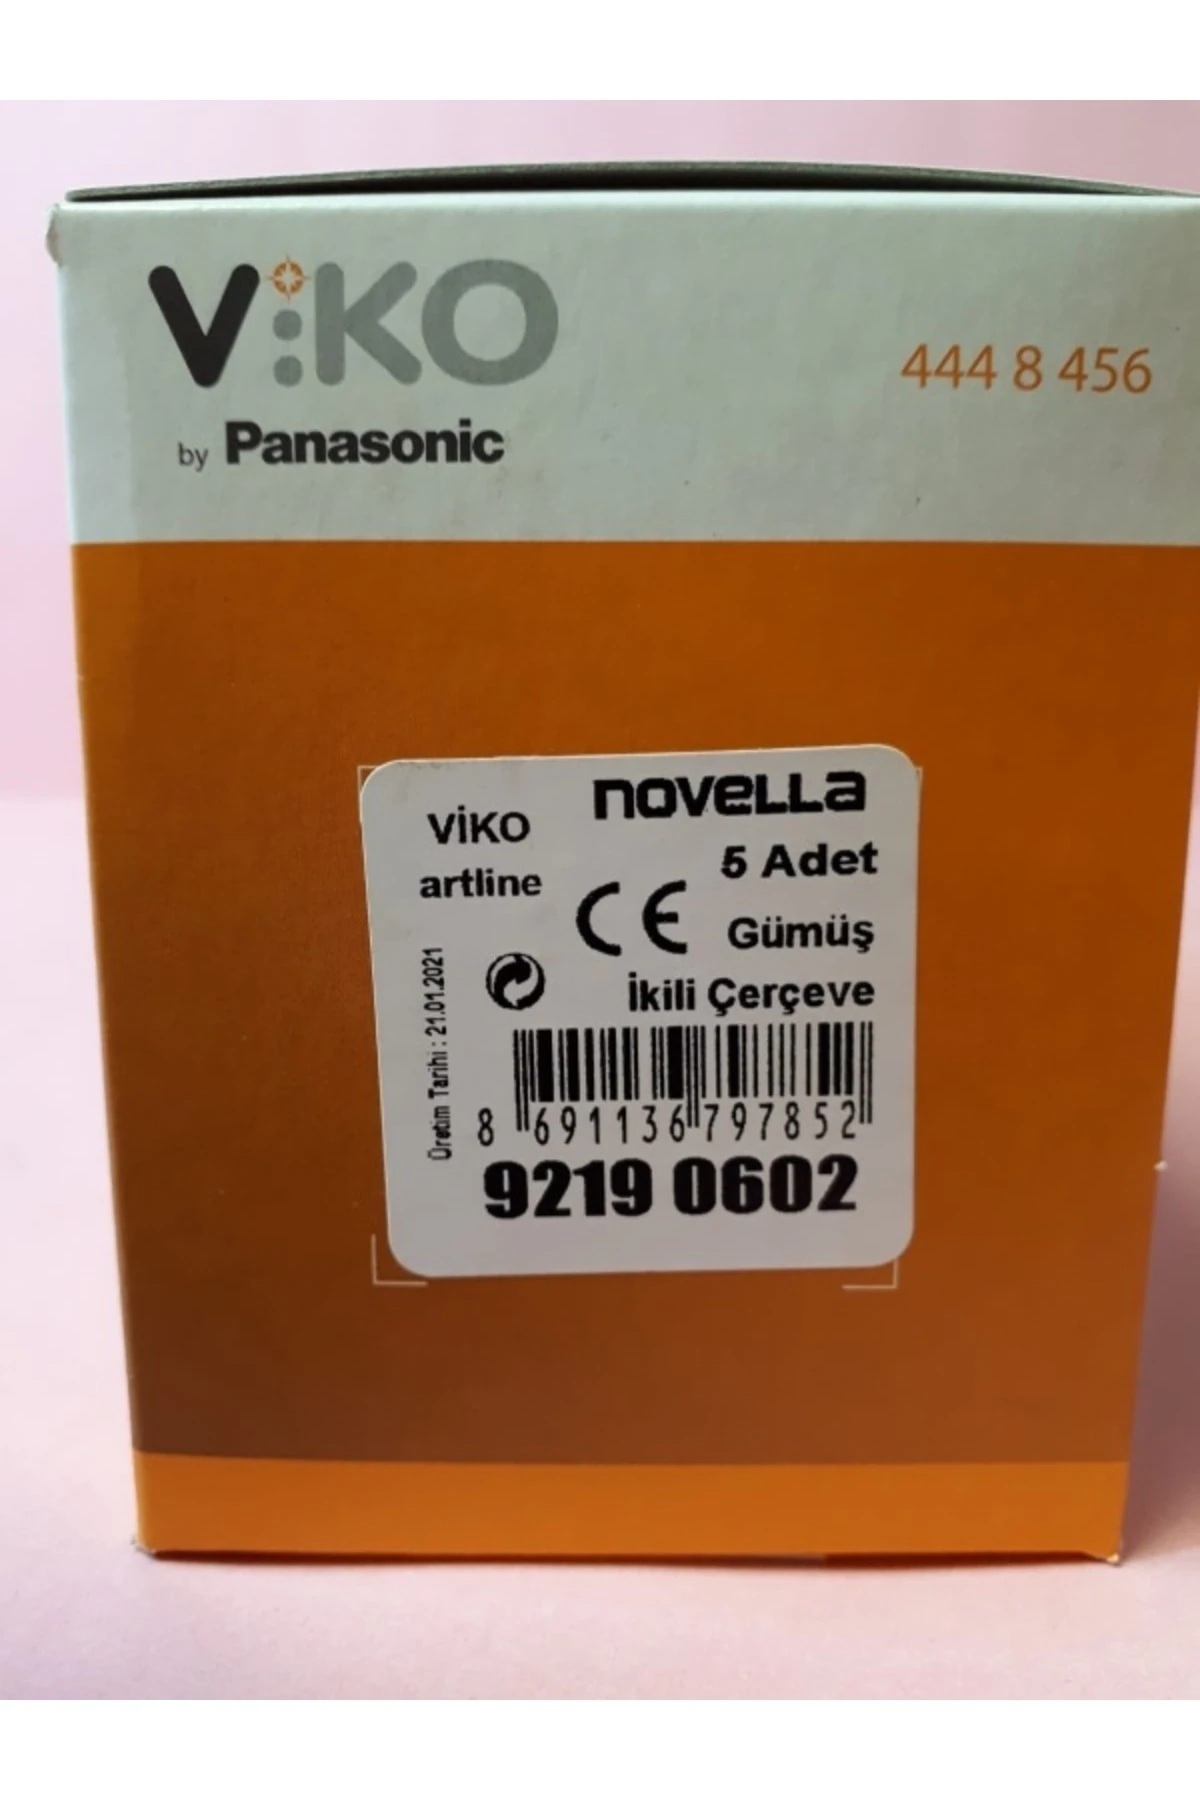 ViKO
by Panasonic
444 8 456
VİKO
artline
novella
5 Adet
CE
Gümüş
İkili Çerçeve
Üretim Tarihi : 21.01.2021
8 691136 797852
9219 0602